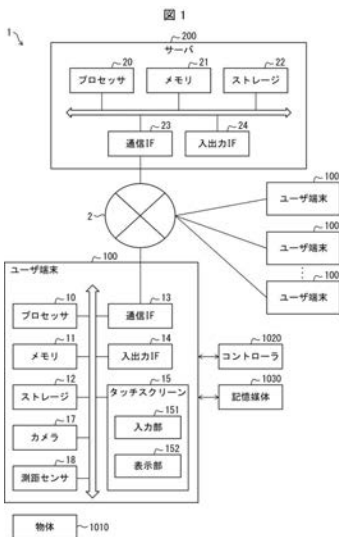 図1
1
200
サーバ
20
21
22
プロセッサ
メモリ
ストレージ
23
24
通信IF
入出力IF
2
100
ユーザ端末
100
ユーザ端末
100
ユーザ端末
100
ユーザ端末
10
13
プロセッサ
通信IF
11
14
メモリ
入出力IF
1020
コントローラ
12
15
ストレージ
タッチスクリーン
1030
記憶媒体
17
151
カメラ
入力部
18
152
測距センサ
表示部
物体
1010